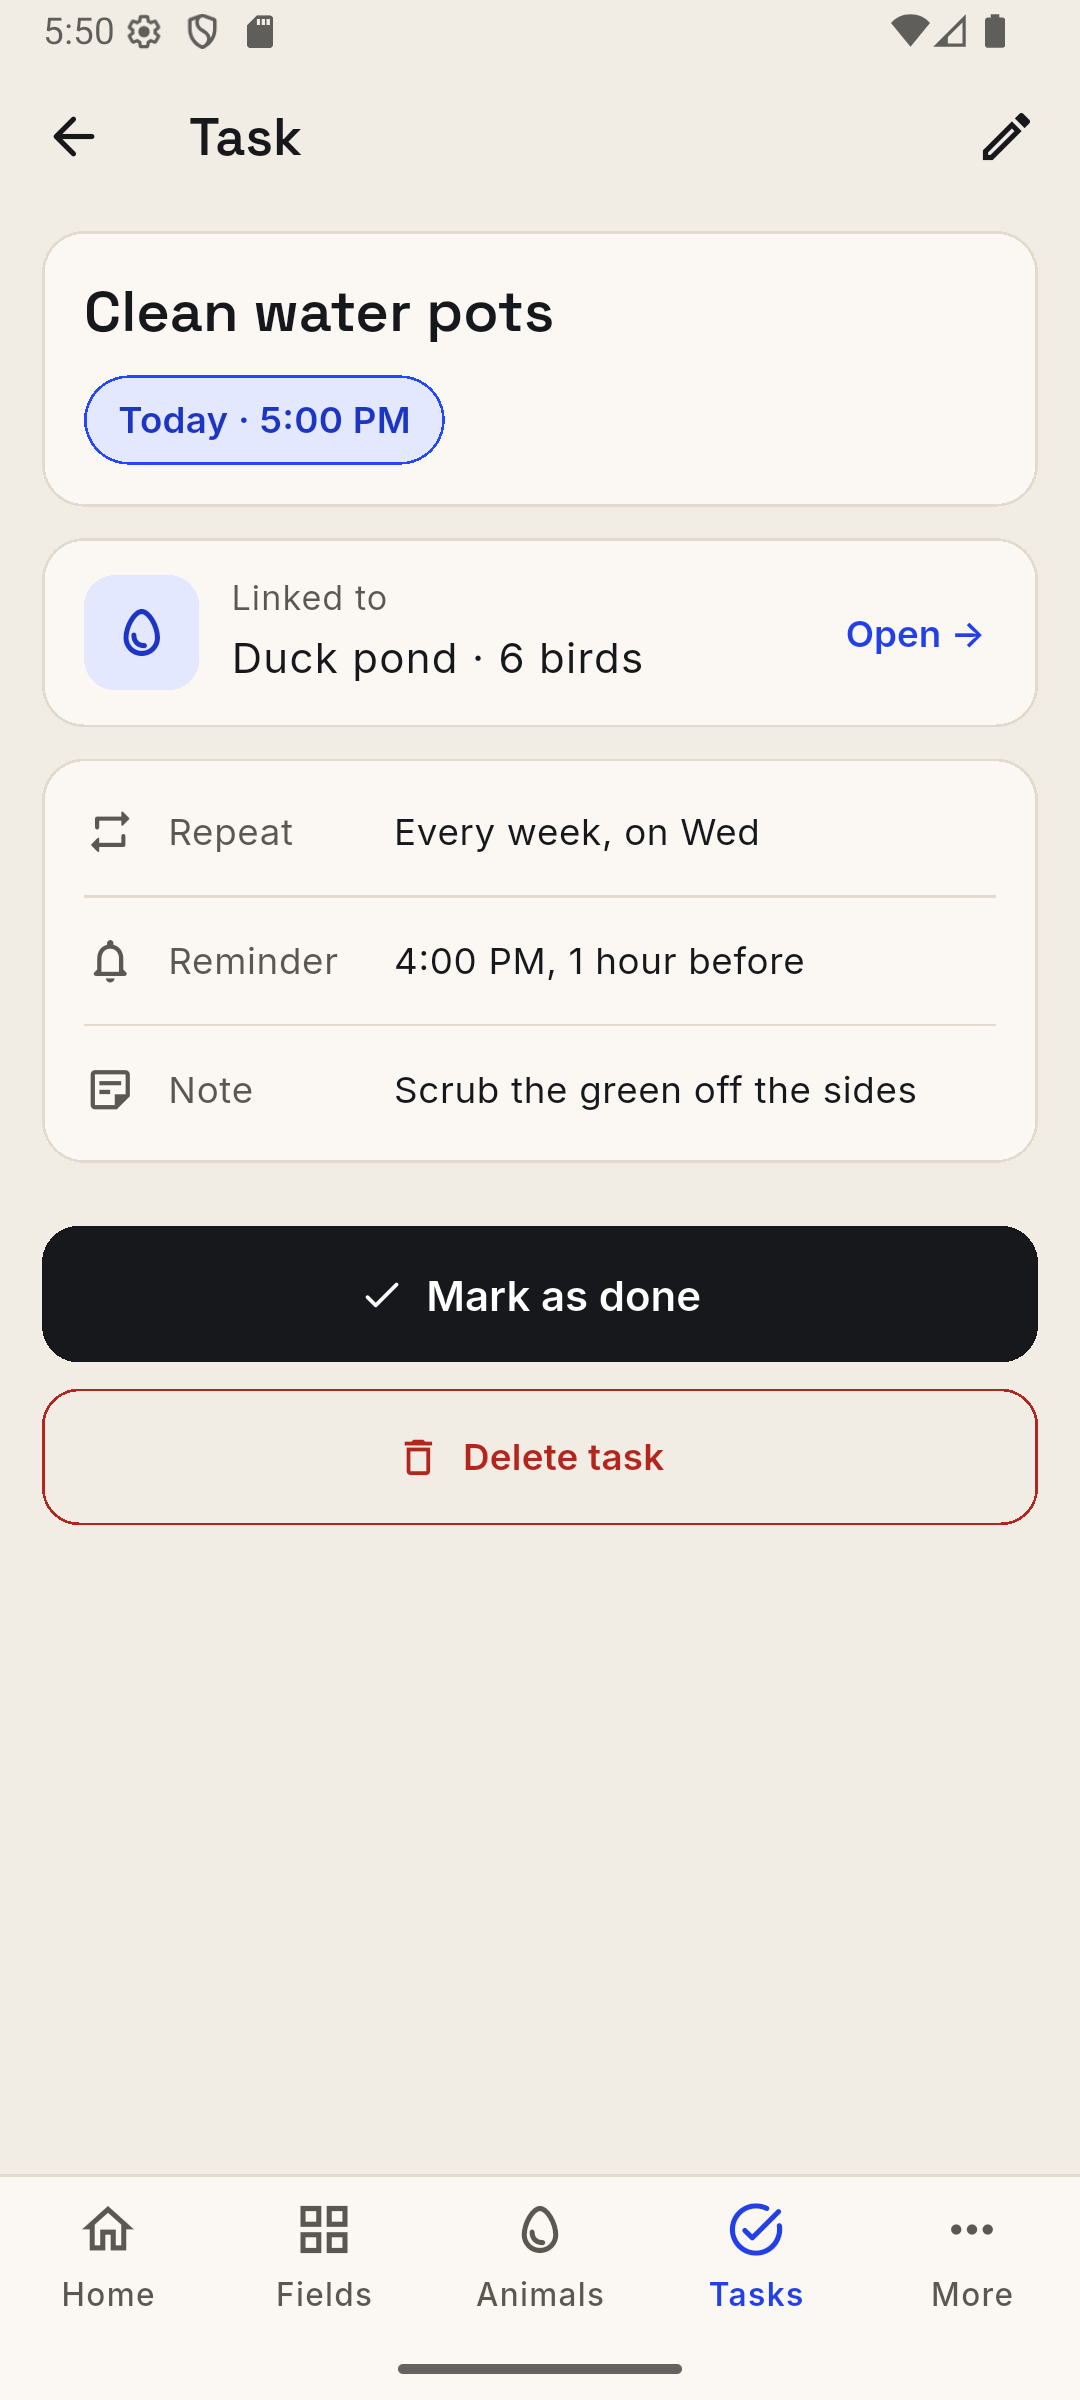 5:50
Task
Clean water pots
Today · 5:00 PM
Linked to
Duck pond · 6 birds
Open →
Repeat
Every week, on Wed
Reminder
4:00 PM, 1 hour before
Note
Scrub the green off the sides
Mark as done
Delete task
Home
Fields
Animals
Tasks
More